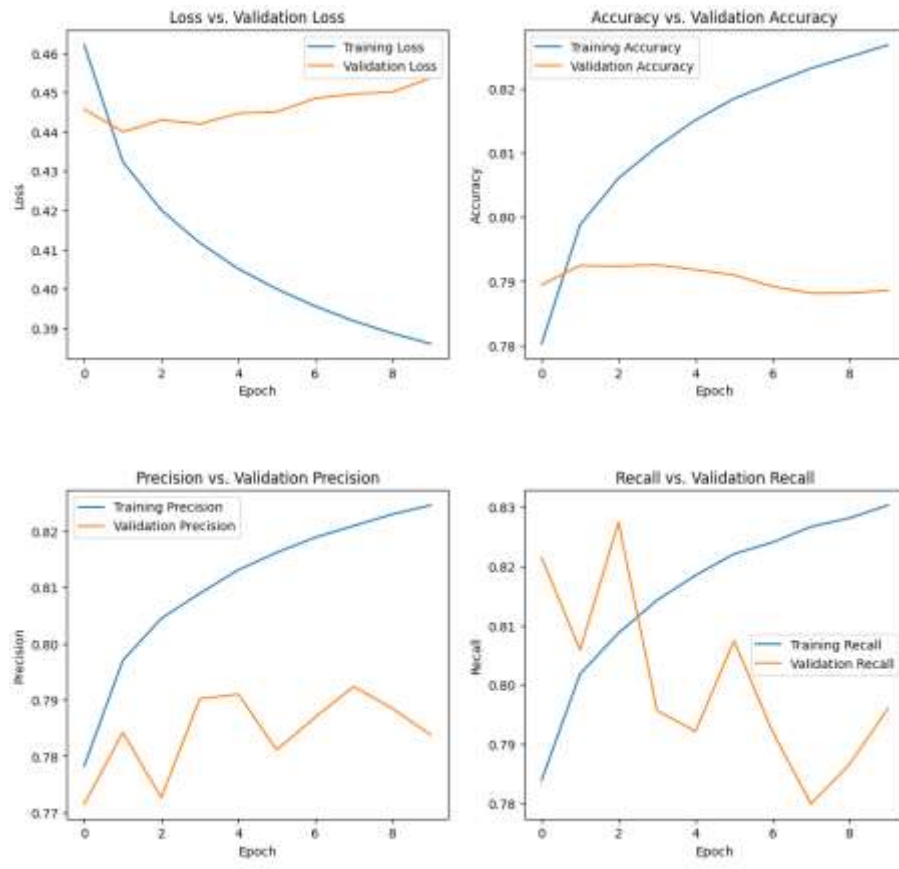 Loss vs. Validation Loss
Training Loss
Validation Loss
0.46
0.45
0.44
0.43
0.42
0.41
0.40
0.39
Loss
0 2 4 6 8
Epoch
Accuracy vs. Validation Accuracy
Training Accuracy
Validation Accuracy
0.82
0.81
0.80
0.79
0.78
Accuracy
0 2 4 6 8
Epoch
Precision vs. Validation Precision
Training Precision
Validation Precision
0.82
0.81
0.80
0.79
0.78
0.77
Precision
0 2 4 6 8
Epoch
Recall vs. Validation Recall
0.83
0.82
0.81
0.80
0.79
0.78
Recall
Training Recall
Validation Recall
0 2 4 6 8
Epoch